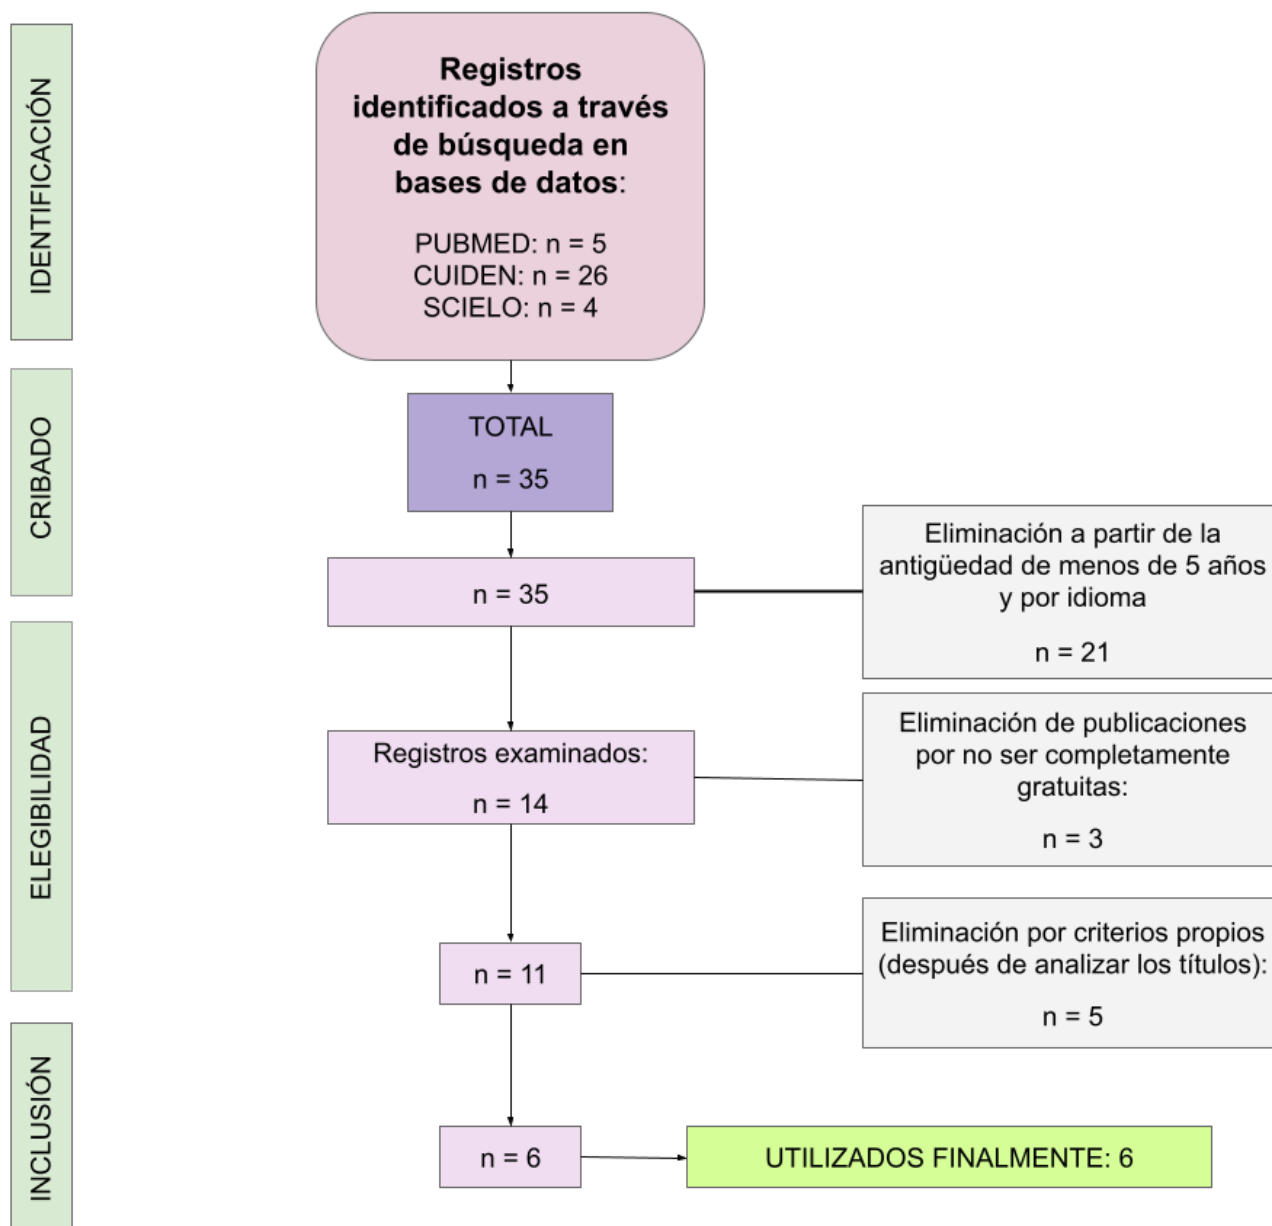 IDENTIFICACIÓN
Registros
identificados a través
de búsqueda en
bases de datos:
PUBMED: n = 5
CUIDEN: n = 26
SCIELO: n = 4
CRIBADO
TOTAL
n = 35
n = 35
Eliminación a partir de la
antigüedad de menos de 5 años
y por idioma
n = 21
ELEGIBILIDAD
Registros examinados:
n = 14
Eliminación de publicaciones
por no ser completamente
gratuitas:
n = 3
n = 11
Eliminación por criterios propios
(después de analizar los títulos):
n = 5
INCLUSIÓN
n = 6
UTILIZADOS FINALMENTE: 6